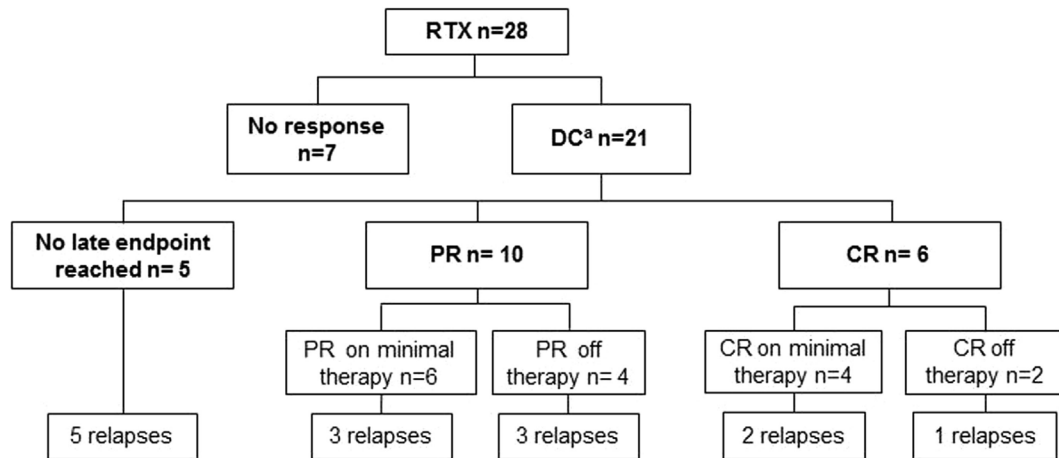 RTX n=28
No response
n=7
DCᵃ n=21
No late endpoint
reached n= 5
PR n= 10
CR n= 6
PR on minimal
therapy n=6
PR off
therapy n= 4
CR on minimal
therapy n=4
CR off
therapy n=2
5 relapses
3 relapses
3 relapses
2 relapses
1 relapses